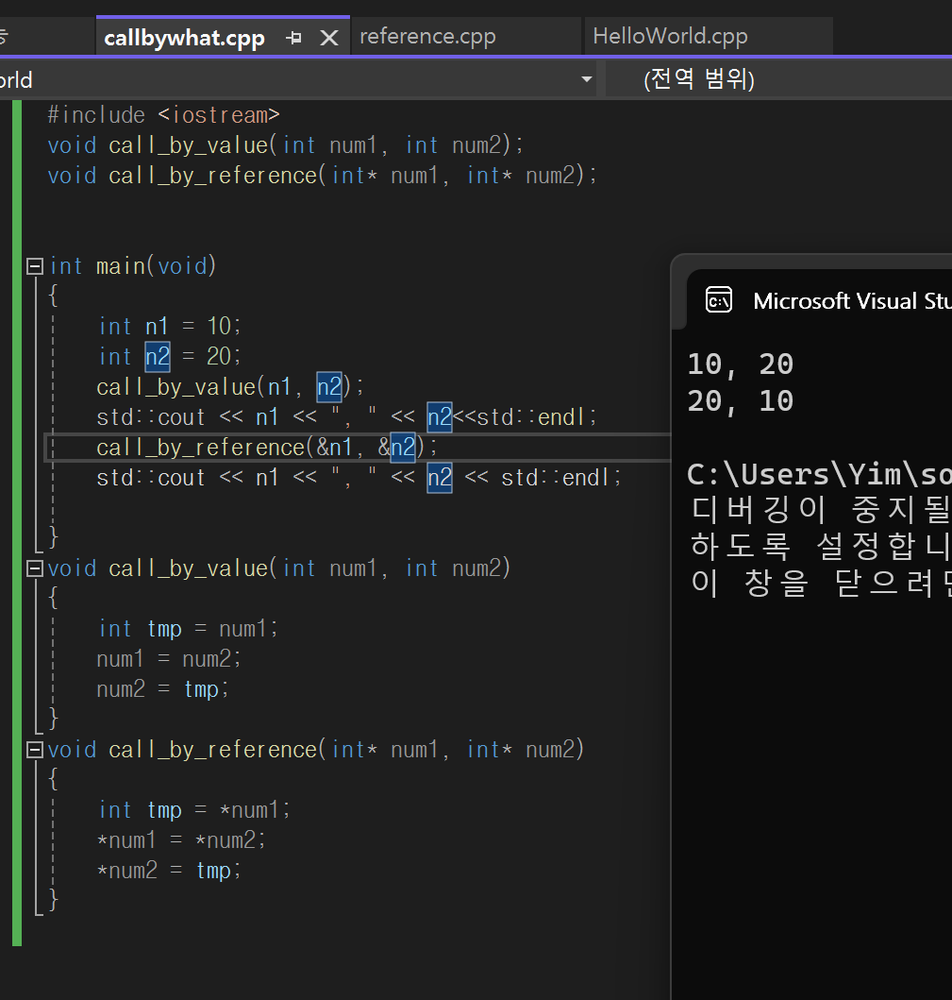 callbywhat.cpp reference.cpp HelloWorld.cpp
(전역 범위)
#include <iostream>
void call_by_value(int num1, int num2);
void call_by_reference(int* num1, int* num2);
int main(void)
{
int n1 = 10;
int n2 = 20;
call_by_value(n1, n2);
std::cout << n1 << ", " << n2<<std::endl;
call_by_reference(&n1, &n2);
std::cout << n1 << ", " << n2 << std::endl;
}
void call_by_value(int num1, int num2)
{
int tmp = num1;
num1 = num2;
num2 = tmp;
}
void call_by_reference(int* num1, int* num2)
{
int tmp = *num1;
*num1 = *num2;
*num2 = tmp;
}
Microsoft Visual Stu
10, 20
20, 10
C:\Users\Yim\so
디버깅이 중지될
하도록 설정합니
이 창을 닫으려